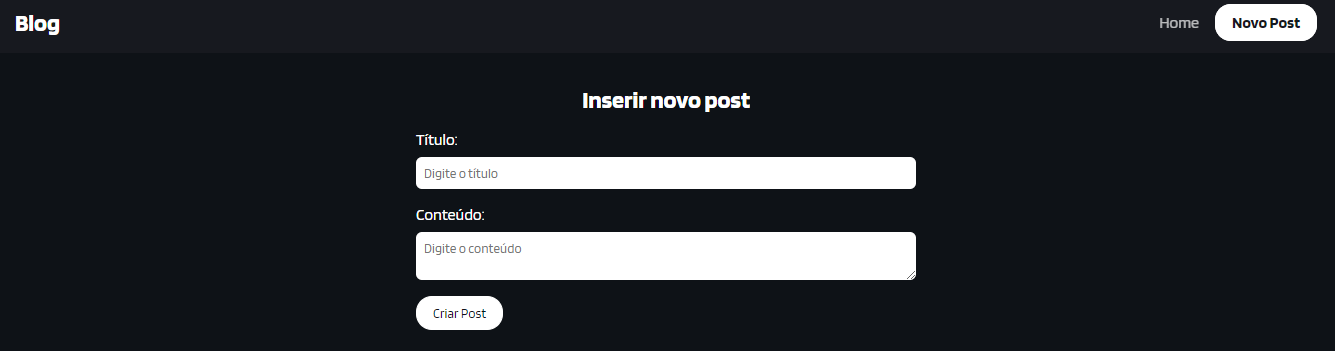 Blog
Home
Novo Post
Inserir novo post
Título:
Digite o título
Conteúdo:
Digite o conteúdo
Criar Post